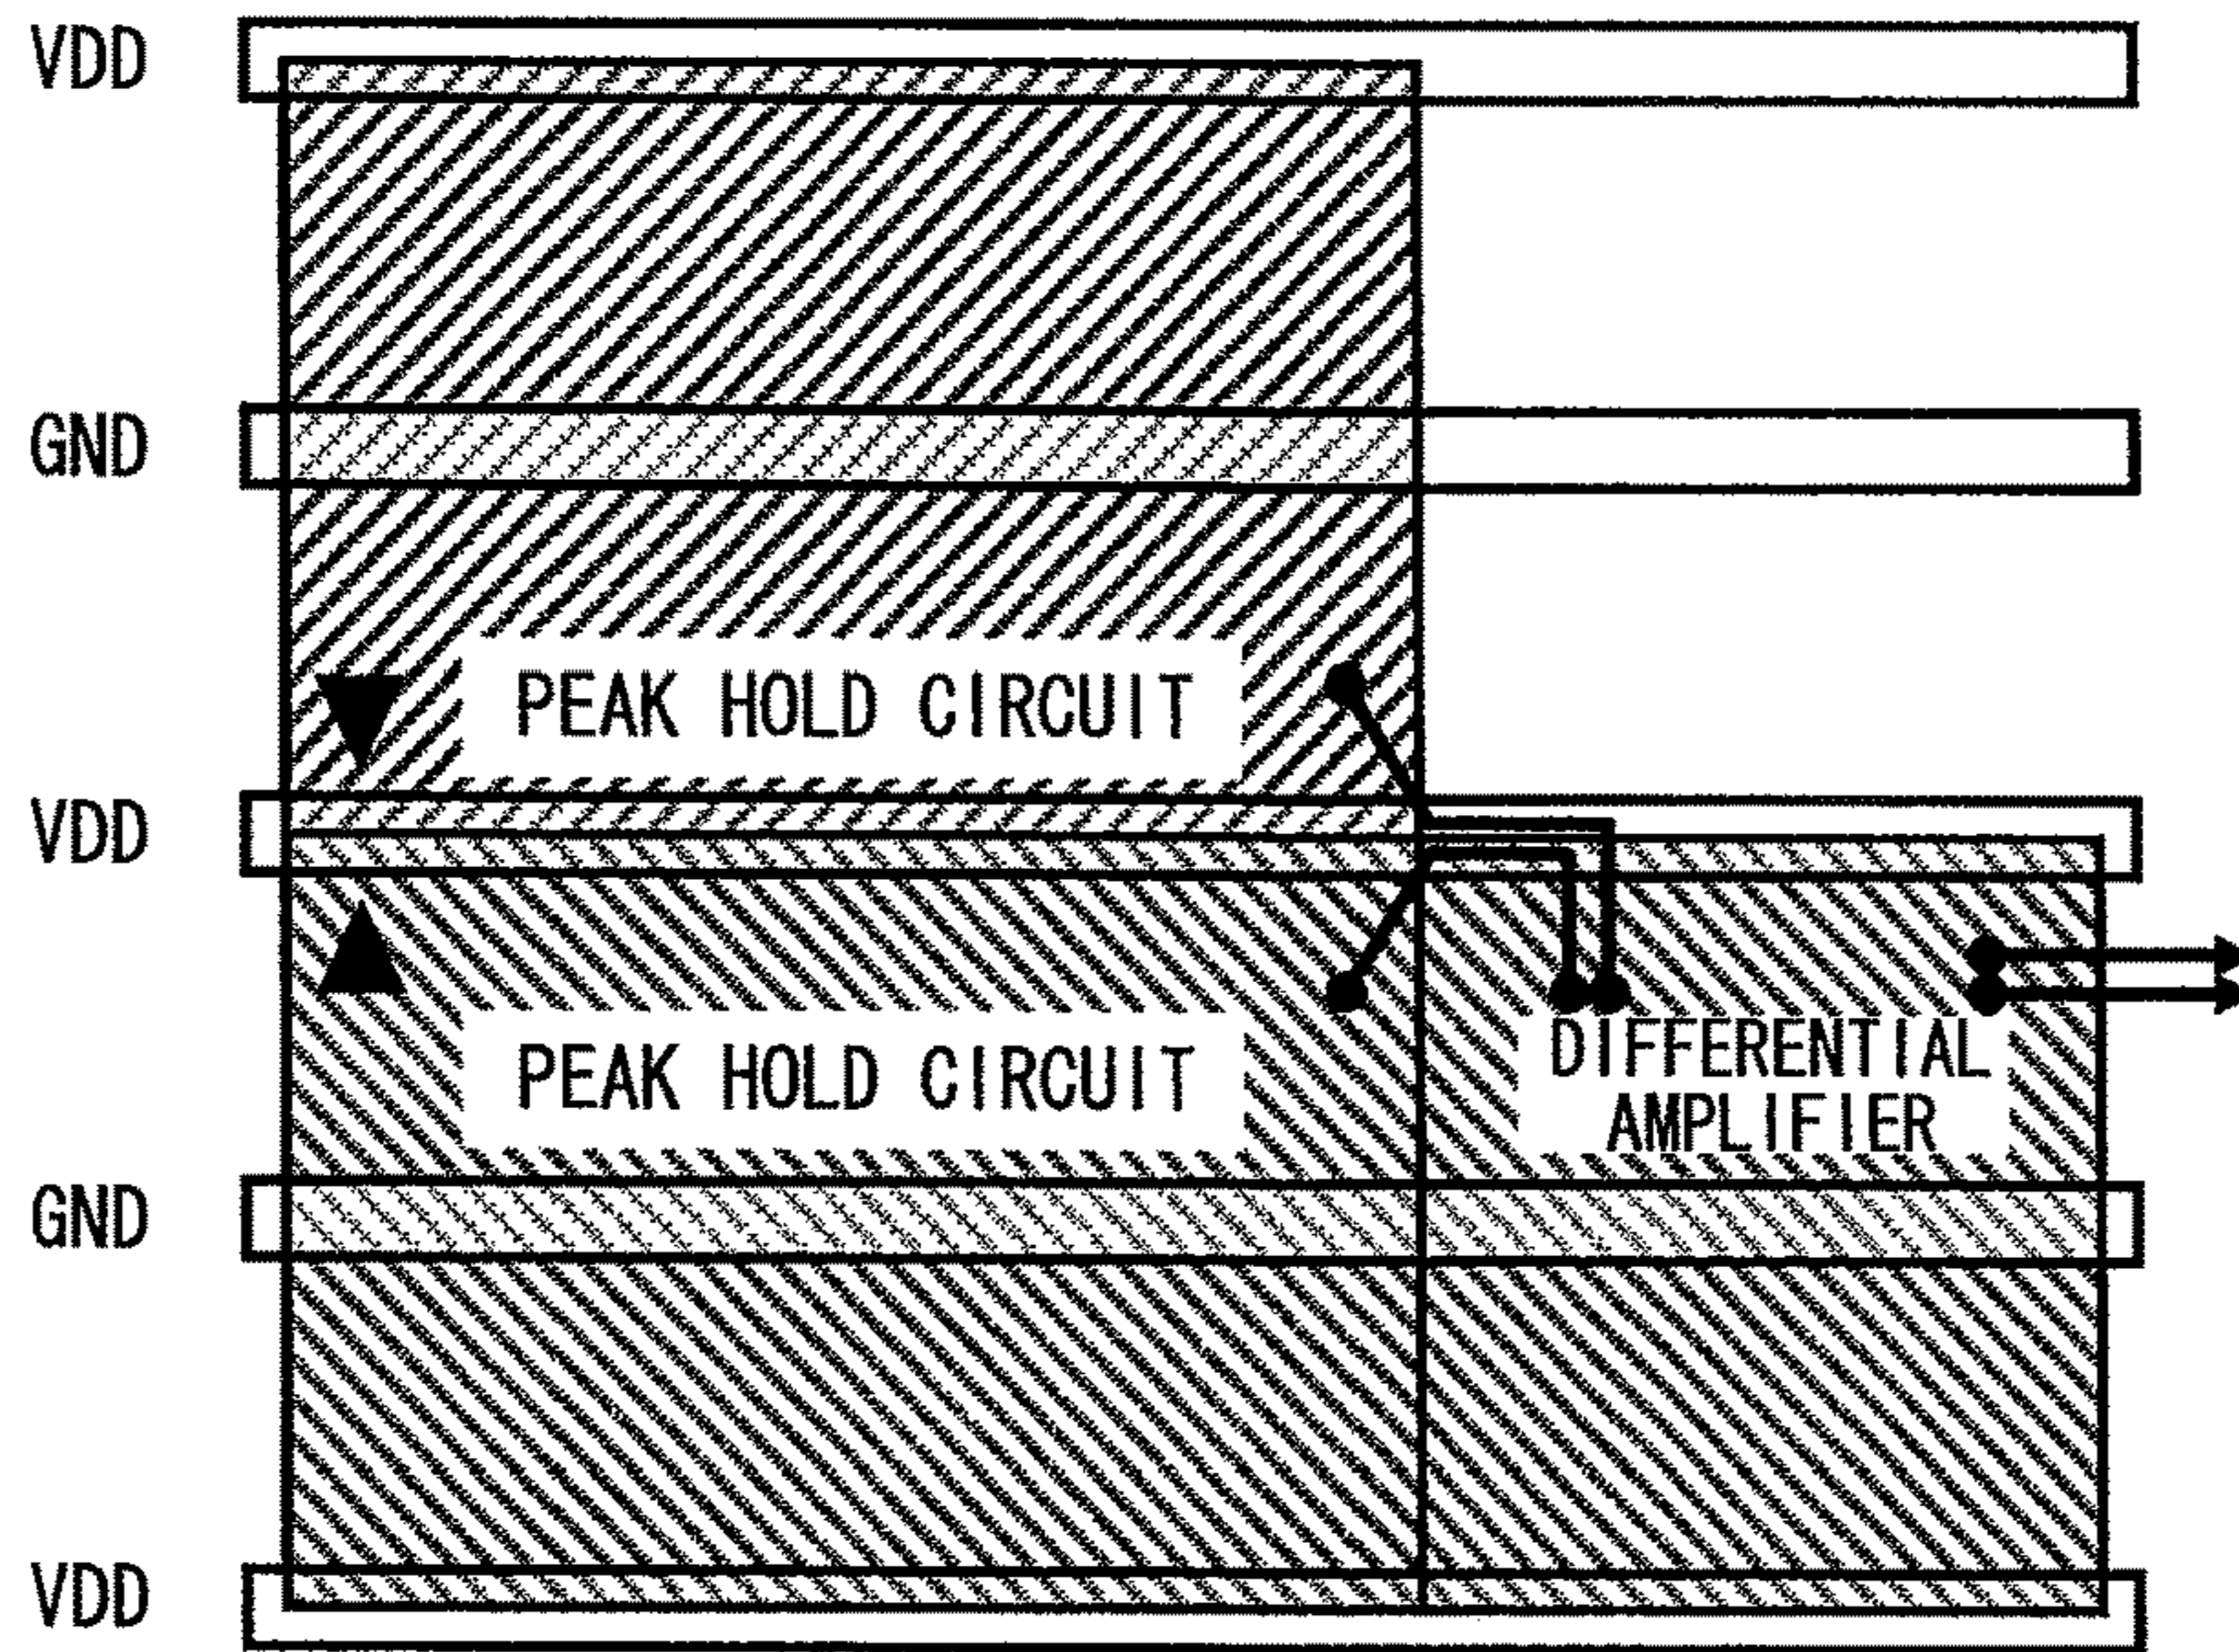 VDD
GND
PEAK HOLD CIRCUIT
VDD
PEAK HOLD CIRCUIT
DIFFERENTIAL
AMPLIFIER
GND
VDD